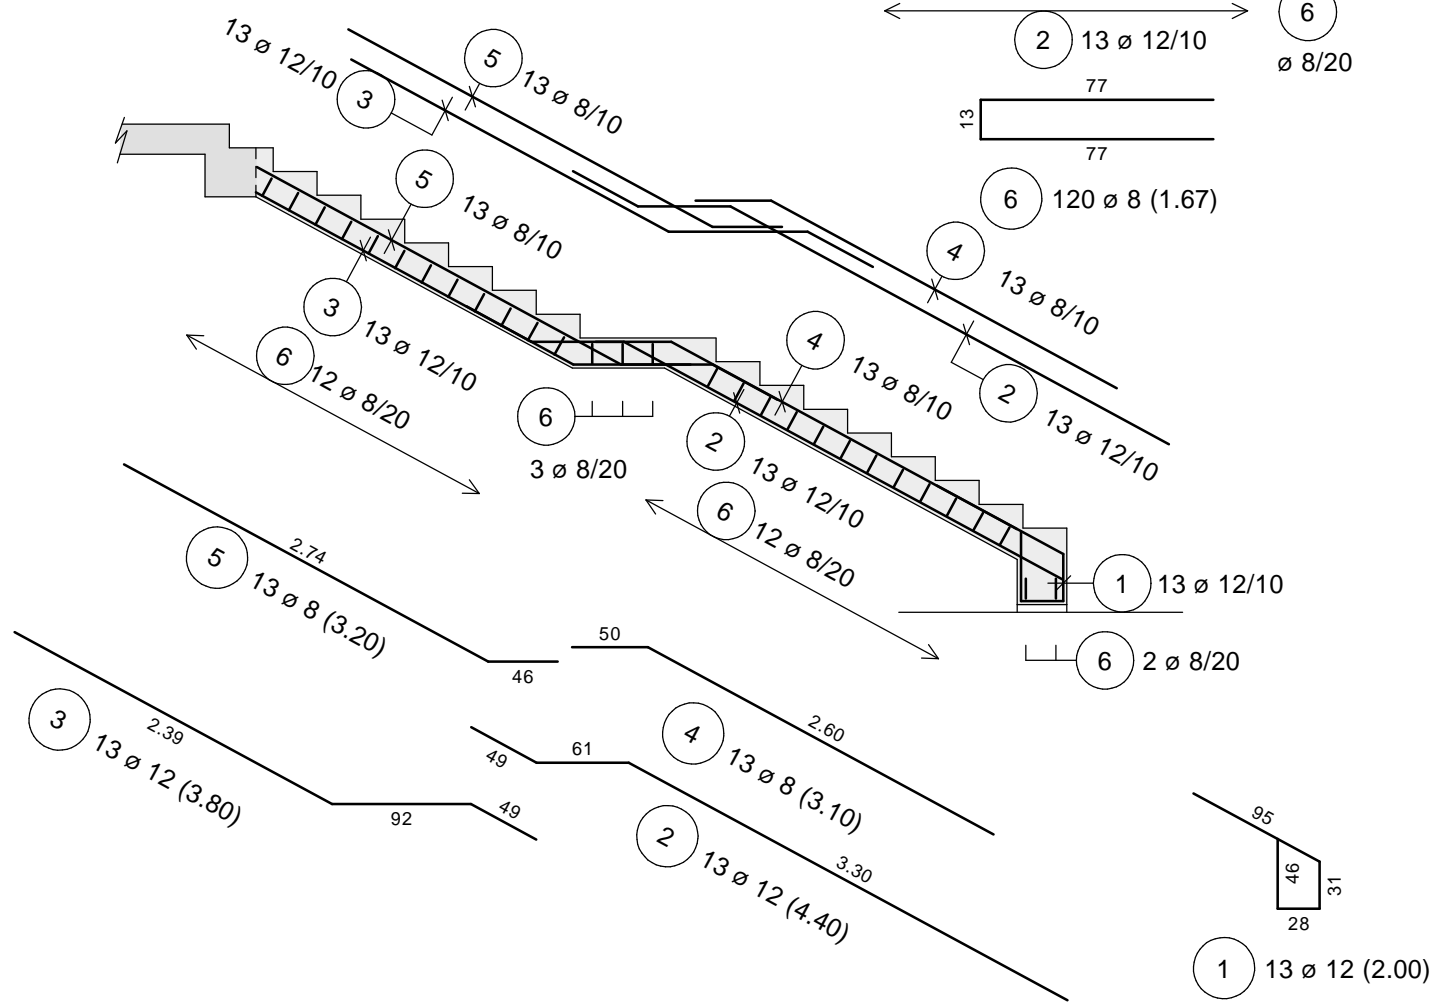 13 ø 12/10
3
5
13 ø 8/10
6
2
13 ø 12/10
ø 8/20
77
13
77
6
120 ø 8 (1.67)
5
13 ø 8/10
4
13 ø 8/10
3
13 ø 12/10
6
12 ø 8/20
4
13 ø 8/10
2
13 ø 12/10
6
3 ø 8/20
2
13 ø 12/10
6
12 ø 8/20
1
13 ø 12/10
6
2 ø 8/20
2.74
5
13 ø 8 (3.20)
46
50
2.60
4
13 ø 8 (3.10)
2.39
3
13 ø 12 (3.80)
92
49
49
61
3.30
2
13 ø 12 (4.40)
95
46
31
28
1
13 ø 12 (2.00)